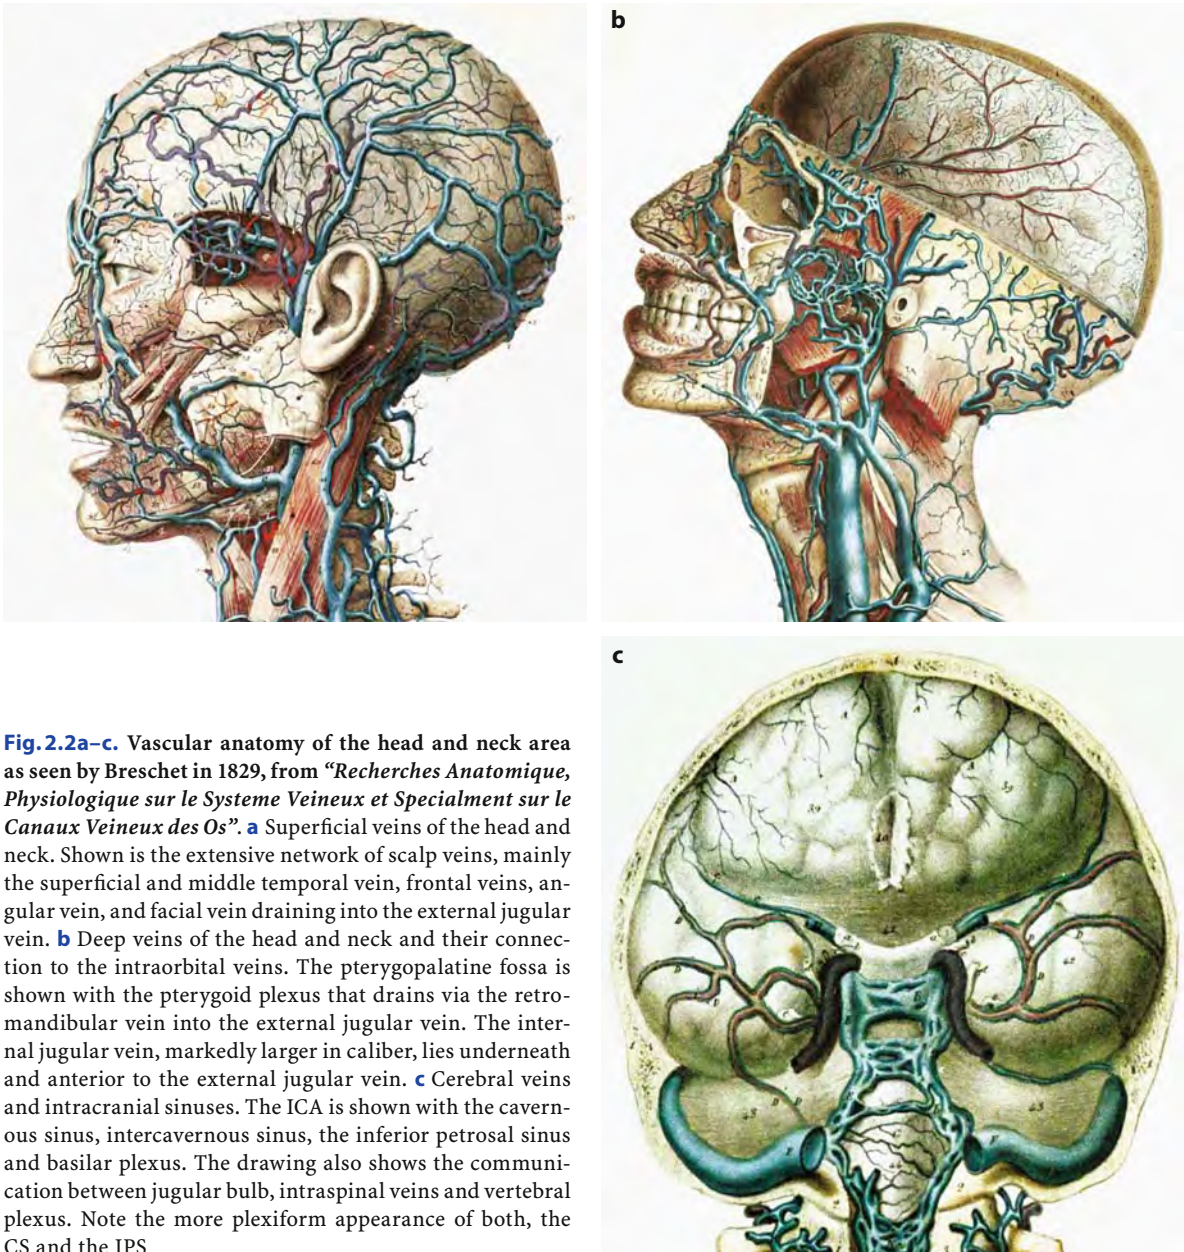 b
c
Fig. 2.2a–c. Vascular anatomy of the head and neck area
as seen by Breschet in 1829, from “Recherches Anatomique,
Physiologique sur le Systeme Veineux et Specialment sur le
Canaux Veineux des Os”. a Superficial veins of the head and
neck. Shown is the extensive network of scalp veins, mainly
the superficial and middle temporal vein, frontal veins, an-
gular vein, and facial vein draining into the external jugular
vein. b Deep veins of the head and neck and their connec-
tion to the intraorbital veins. The pterygopalatine fossa is
shown with the pterygoid plexus that drains via the retro-
mandibular vein into the external jugular vein. The inter-
nal jugular vein, markedly larger in caliber, lies underneath
and anterior to the external jugular vein. c Cerebral veins
and intracranial sinuses. The ICA is shown with the cavern-
ous sinus, intercavernous sinus, the inferior petrosal sinus
and basilar plexus. The drawing also shows the communi-
cation between jugular bulb, intraspinal veins and vertebral
plexus. Note the more plexiform appearance of both, the
CS and the IPS